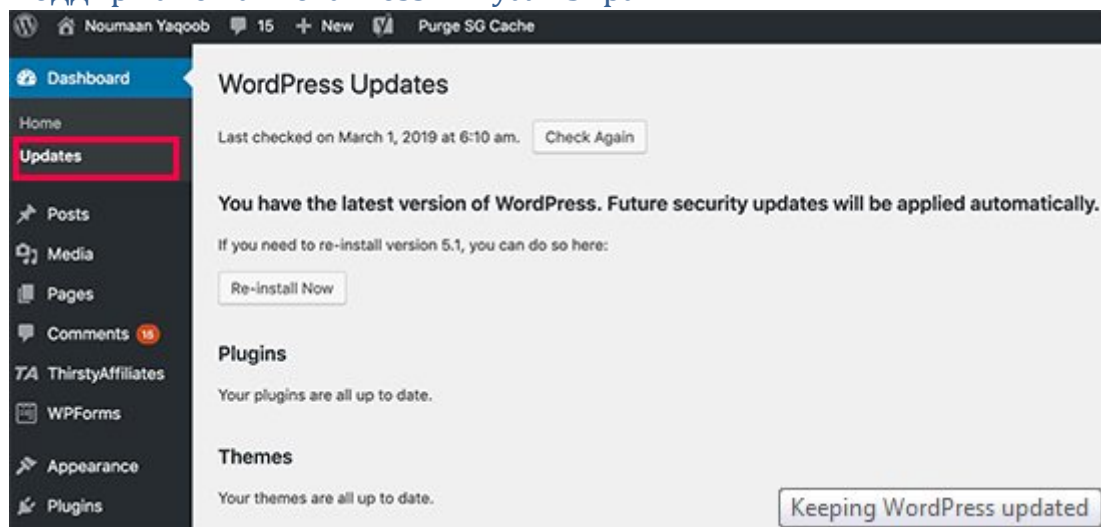 Noumaan Yaqoob 15 + New Purge SG Cache
Dashboard
Home
Updates
Posts
Media
Pages
Comments 15
TA ThirstyAffiliates
WPForms
Appearance
Plugins
WordPress Updates
Last checked on March 1, 2019 at 6:10 am. Check Again
You have the latest version of WordPress. Future security updates will be applied automatically.
If you need to re-install version 5.1, you can do so here:
Re-install Now
Plugins
Your plugins are all up to date.
Themes
Your themes are all up to date.
Keeping WordPress updated